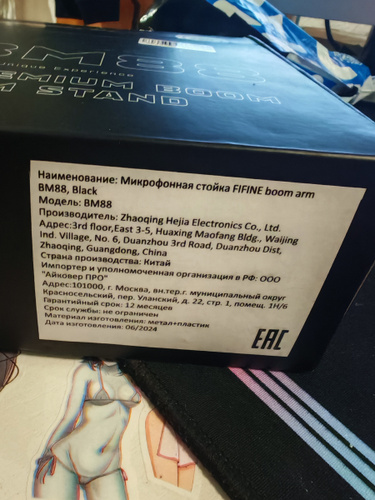 BM88
Unique Experience
PREMIUM BOOM
ARM STAND
Наименование: Микрофонная стойка FIFINE boom arm
BM88, Black
Модель: BM88
Производитель: Zhaoqing Hejia Electronics Co., Ltd.
Адрес:3rd floor,East 3-5, Huaxing Maofang Bldg., Waijing
Ind. Village, No. 6, Duanzhou 3rd Road, Duanzhou Dist,
Zhaoqing, Guangdong, China
Страна производства: Китай
Импортер и уполномоченная организация в РФ: ООО
"Айковер ПРО"
Адрес:101000, г. Москва, вн.тер.г. муниципальный округ
Красносельский, пер. Уланский, д. 22, стр. 1, помещ. 1Н/6
Гарантийный срок: 12 месяцев
Срок службы: не ограничен
Материал изготовления: метал+пластик
Дата изготовления: 06/2024
EAC